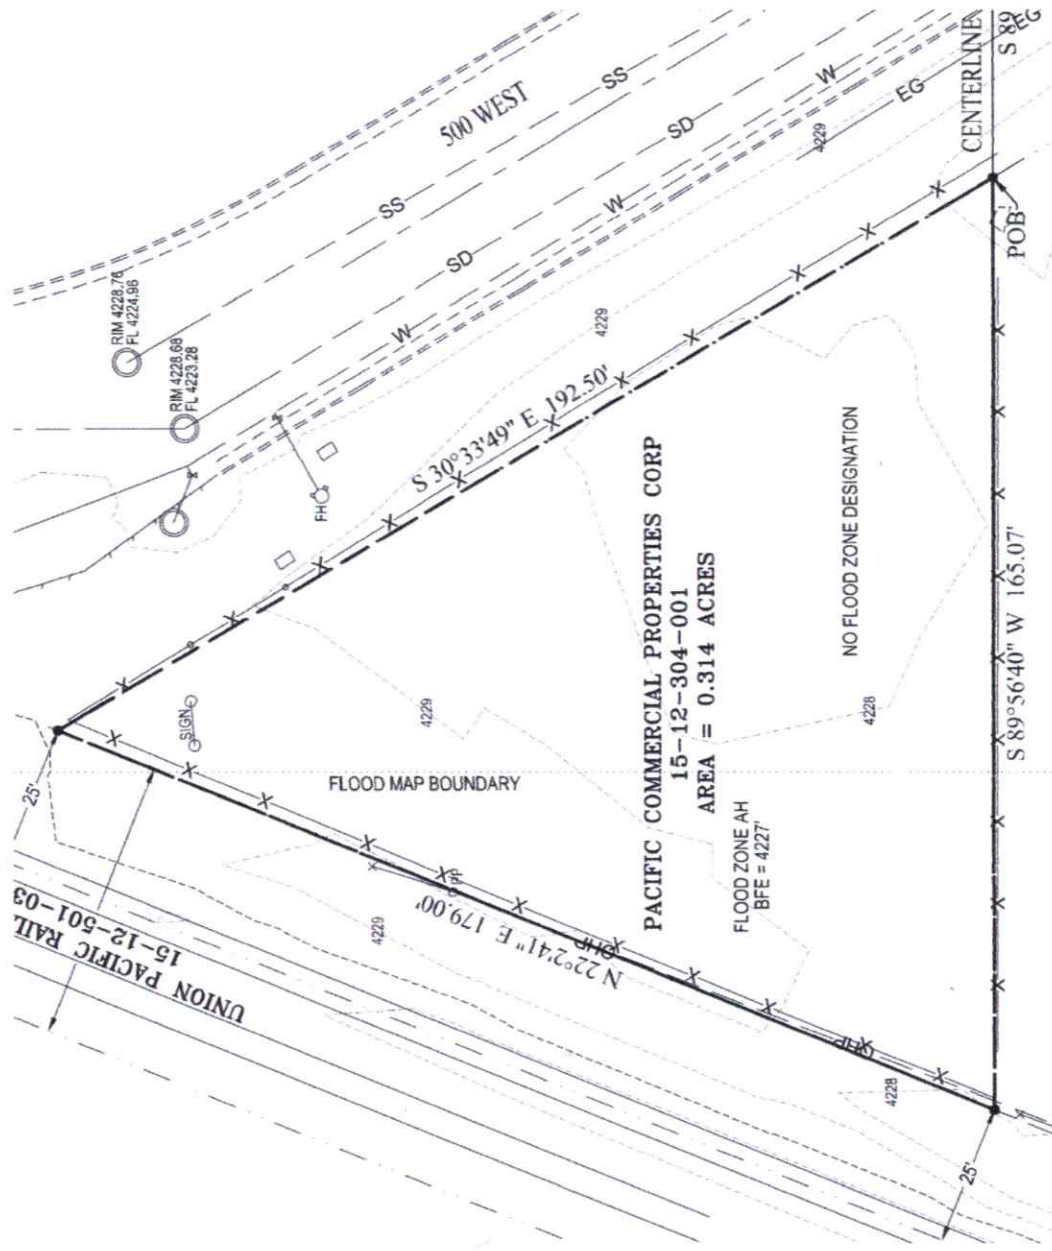 CENTERLINE
S 89
EG
500 WEST
SS
SD
W
EG
4229
SS
SD
W
W
POB
RIM 4228.76
FL 4224.96
RIM 4228.68
FL 4223.28
FH
4229
S 30°33'49" E 192.50'
SIGN
25'
4229
FLOOD MAP BOUNDARY
PACIFIC COMMERCIAL PROPERTIES CORP
15-12-304-001
AREA = 0.314 ACRES
NO FLOOD ZONE DESIGNATION
4228
S 89°56'40" W 165.07'
FLOOD ZONE AH
BFE = 4227'
PP
N 22°2'41" E 179.00'
OHP
OHP
4229
4228
UNION PACIFIC RAIL
15-12-501-03
25'